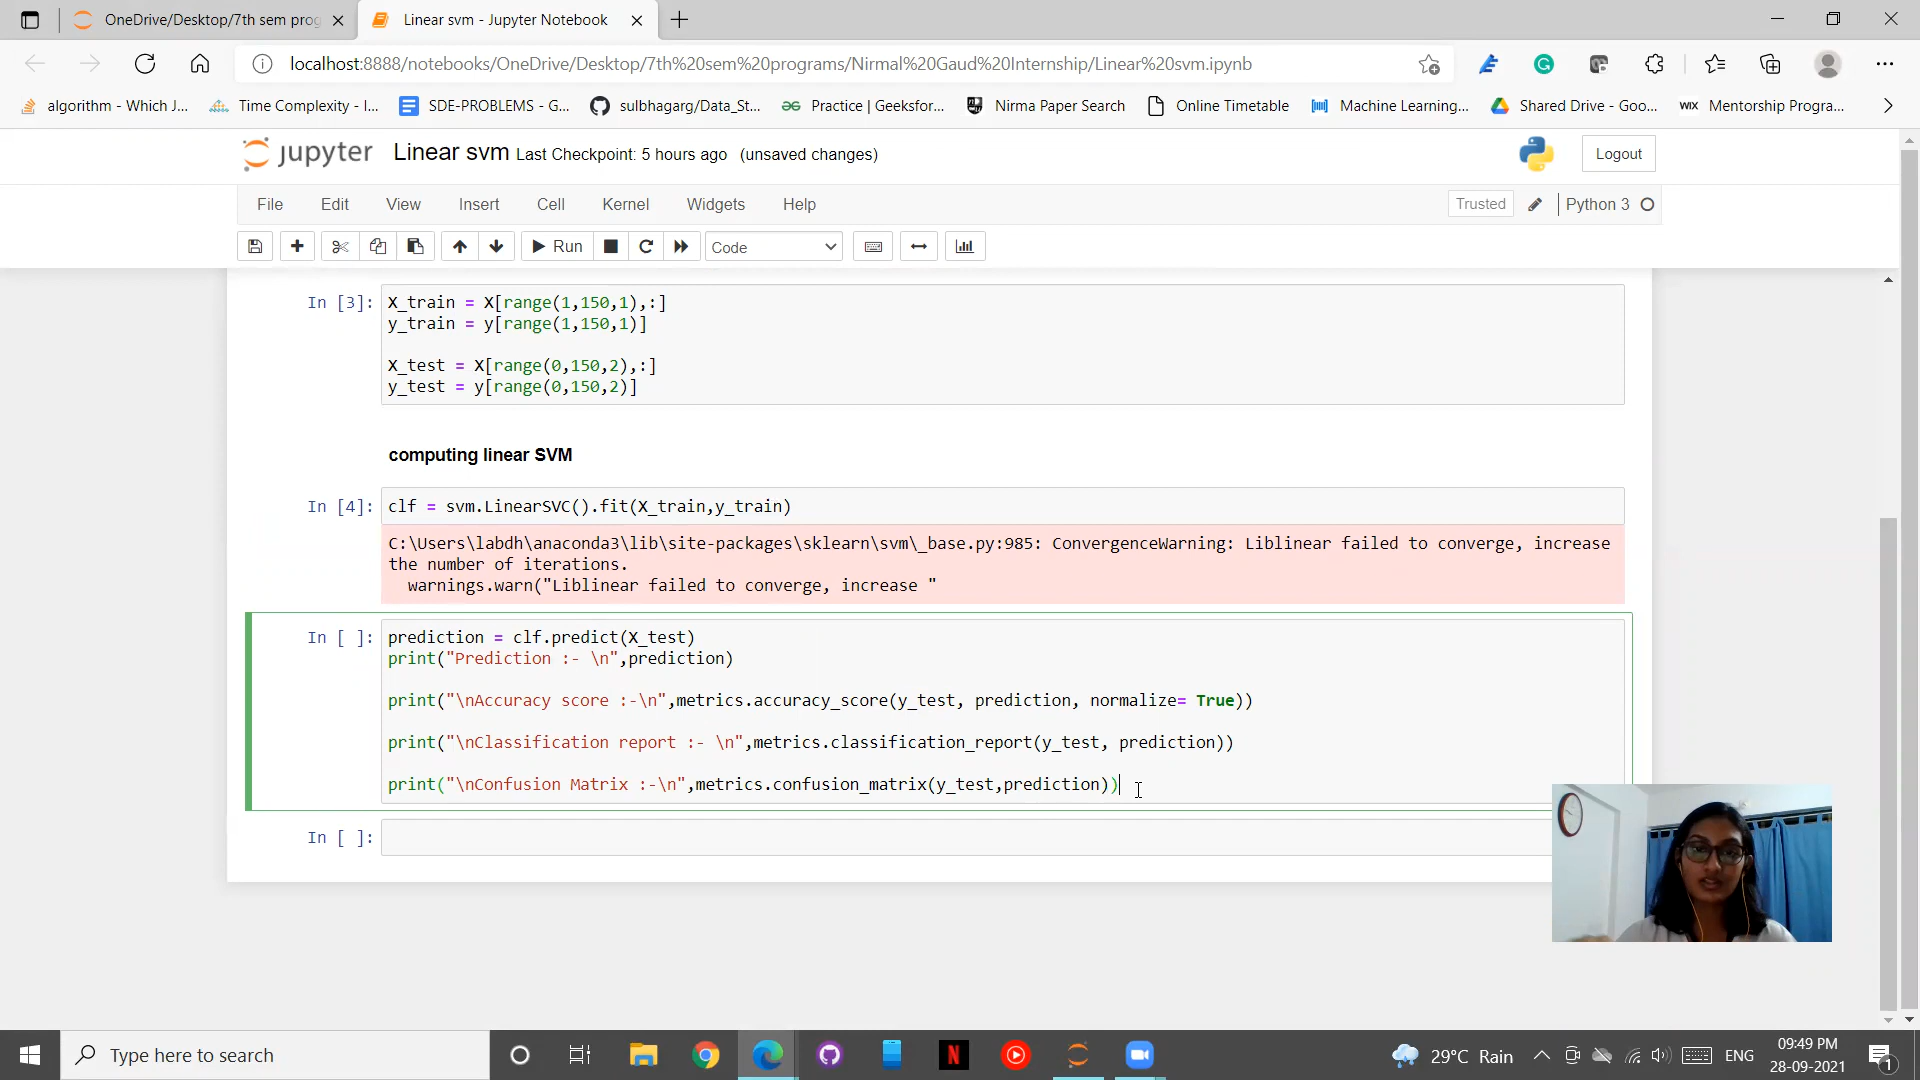 OneDrive/Desktop/7th sem prog
Linear svm - Jupyter Notebook
localhost:8888/notebooks/OneDrive/Desktop/7th%20sem%20programs/Nirmal%20Gaud%20Internship/Linear%20svm.ipynb
algorithm - Which J...
Time Complexity - I...
SDE-PROBLEMS - G...
sulbhagarg/Data_St...
Practice | Geeksfor...
Nirma Paper Search
Online Timetable
Machine Learning,...
Shared Drive - Goo...
WIX
Mentorship Progra...
jupyter
Linear svm Last Checkpoint: 5 hours ago (unsaved changes)
Logout
File Edit View Insert Cell Kernel Widgets Help
Trusted
Python 3
Run
Code
In [3]:
X_train = X[range(1,150,1),:]
y_train = y[range(1,150,1)]
X_test = X[range(0,150,2),:]
y_test = y[range(0,150,2)]
computing linear SVM
In [4]:
clf = svm.LinearSVC().fit(X_train,y_train)
C:\Users\labdh\anaconda3\lib\site-packages\sklearn\svm\_base.py:985: ConvergenceWarning: Liblinear failed to converge, increase
the number of iterations.
warnings.warn("Liblinear failed to converge, increase "
In [ ]:
prediction = clf.predict(X_test)
print("Prediction :- \n",prediction)
print("\nAccuracy score :-\n",metrics.accuracy_score(y_test, prediction, normalize= True))
print("\nClassification report :- \n",metrics.classification_report(y_test, prediction))
print("\nConfusion Matrix :-\n",metrics.confusion_matrix(y_test,prediction))
In [ ]:
Type here to search
29°C Rain
ENG
09:49 PM
28-09-2021
1